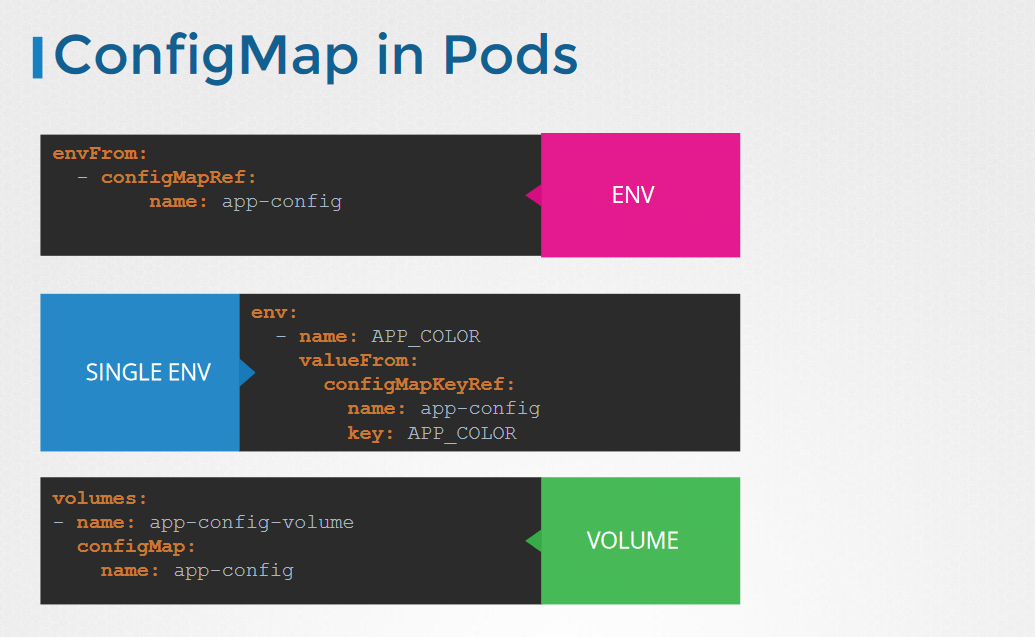 ConfigMap in Pods
envFrom:
  - configMapRef:
        name: app-config
ENV
SINGLE ENV
env:
  - name: APP_COLOR
    valueFrom:
      configMapKeyRef:
        name: app-config
        key: APP_COLOR
volumes:
- name: app-config-volume
  configMap:
    name: app-config
VOLUME